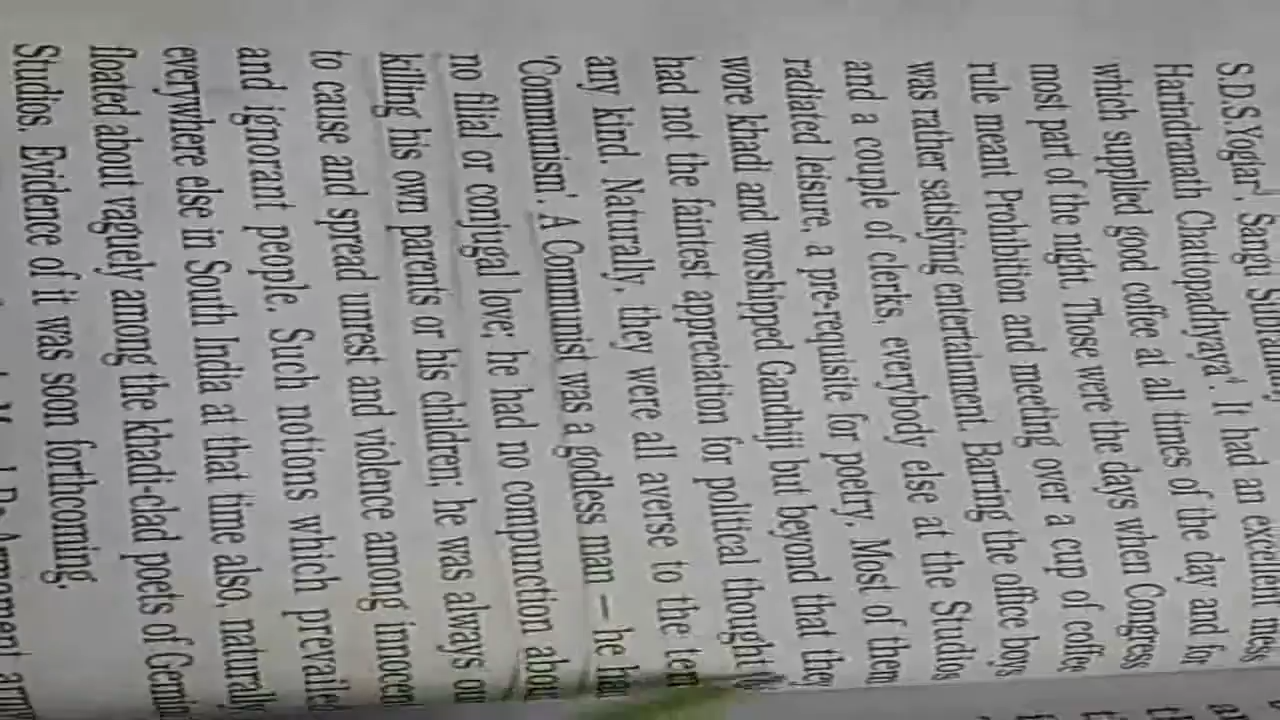 S.D.S.Yogiar, Sangu Subramanyam,
Harindranath Chattopadhyaya. It had an excellent mess
which supplied good coffee at all times of the day and for
most part of the night. Those were the days when Congress
rule meant Prohibition and meeting over a cup of coffee
was rather satisfying entertainment. Barring the office boys
and a couple of clerks, everybody else at the Studios
radiated leisure, a pre-requisite for poetry. Most of them
wore khadi and worshipped Gandhiji but beyond that they
had not the faintest appreciation for political thought
any kind. Naturally, they were all averse to the ter
'Communism'. A Communist was a godless man – he ha
no filial or conjugal love; he had no compunction abou
killing his own parents or his children; he was always ou
to cause and spread unrest and violence among innocen
and ignorant people. Such notions which prevaile
everywhere else in South India at that time also, naturally
floated about vaguely among the khadi-clad poets of Gemin
Studios. Evidence of it was soon forthcoming.